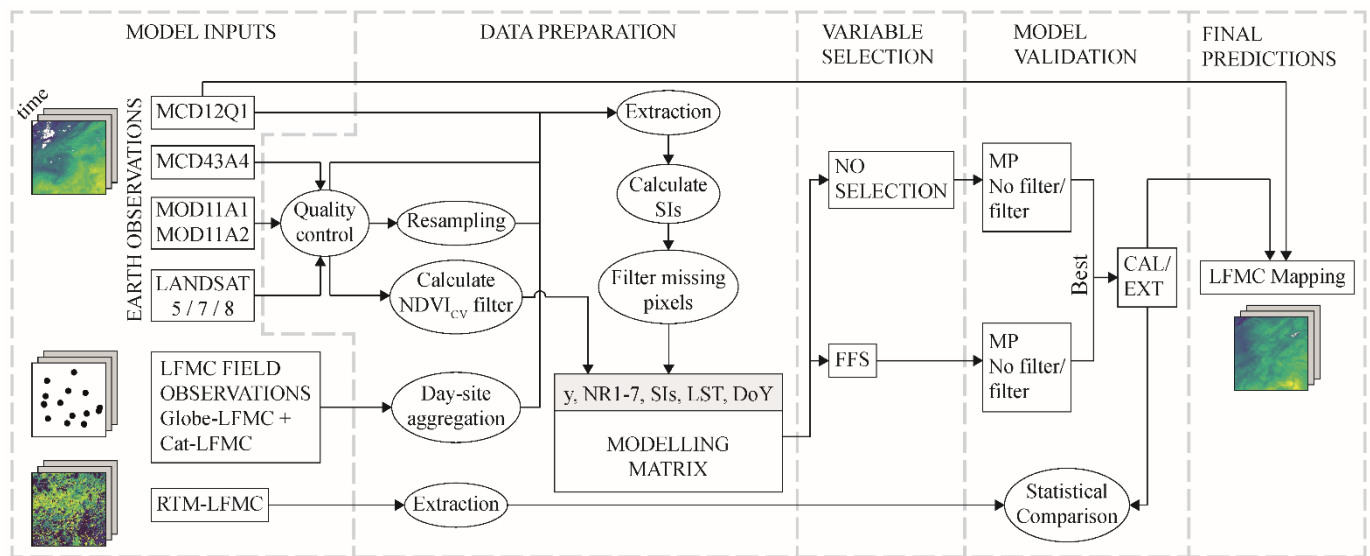 MODEL INPUTS
DATA PREPARATION
VARIABLE
SELECTION
MODEL
VALIDATION
FINAL
PREDICTIONS
time
EARTH OBSERVATIONS
MCD12Q1
MCD43A4
MOD11A1
MOD11A2
LANDSAT
5 / 7 / 8
LFMC FIELD
OBSERVATIONS
Globe-LFMC +
Cat-LFMC
RTM-LFMC
Quality
control
Resampling
Calculate
NDVICV filter
Day-site
aggregation
Extraction
Extraction
Calculate
SIs
Filter missing
pixels
y, NR1-7, SIs, LST, DoY
MODELLING
MATRIX
NO
SELECTION
FFS
MP
No filter/
filter
MP
No filter/
filter
Best
CAL/
EXT
Statistical
Comparison
LFMC Mapping